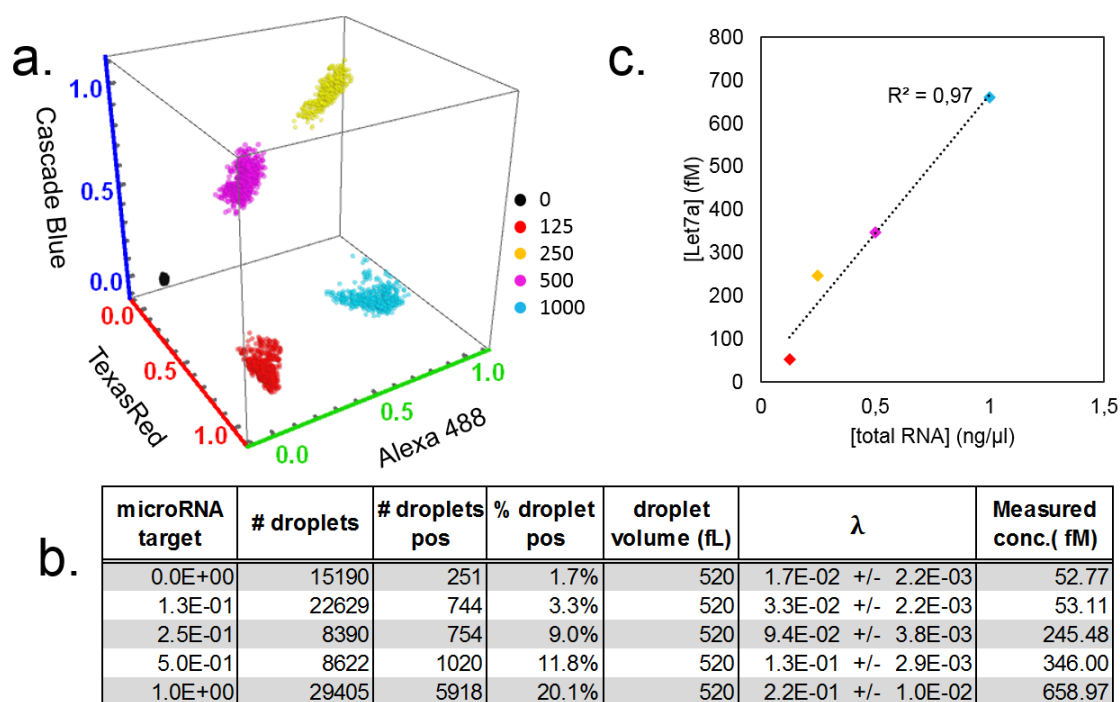 a.
1.0
0.5
0.0
Cascade Blue
0.0
0.5
1.0
TexasRed
0.0
0.5
1.0
Alexa 488
0
125
250
500
1000
c.
800
700
600
500
400
300
200
100
0
[Let7a] (fM)
R² = 0,97
0
0,5
1
1,5
[total RNA] (ng/µl)
b.
microRNA target # droplets # droplets pos % droplet pos droplet volume (fL) λ Measured conc.( fM)
0.0E+00 15190 251 1.7% 520 1.7E-02 +/- 2.2E-03 52.77
1.3E-01 22629 744 3.3% 520 3.3E-02 +/- 2.2E-03 53.11
2.5E-01 8390 754 9.0% 520 9.4E-02 +/- 3.8E-03 245.48
5.0E-01 8622 1020 11.8% 520 1.3E-01 +/- 2.9E-03 346.00
1.0E+00 29405 5918 20.1% 520 2.2E-01 +/- 1.0E-02 658.97